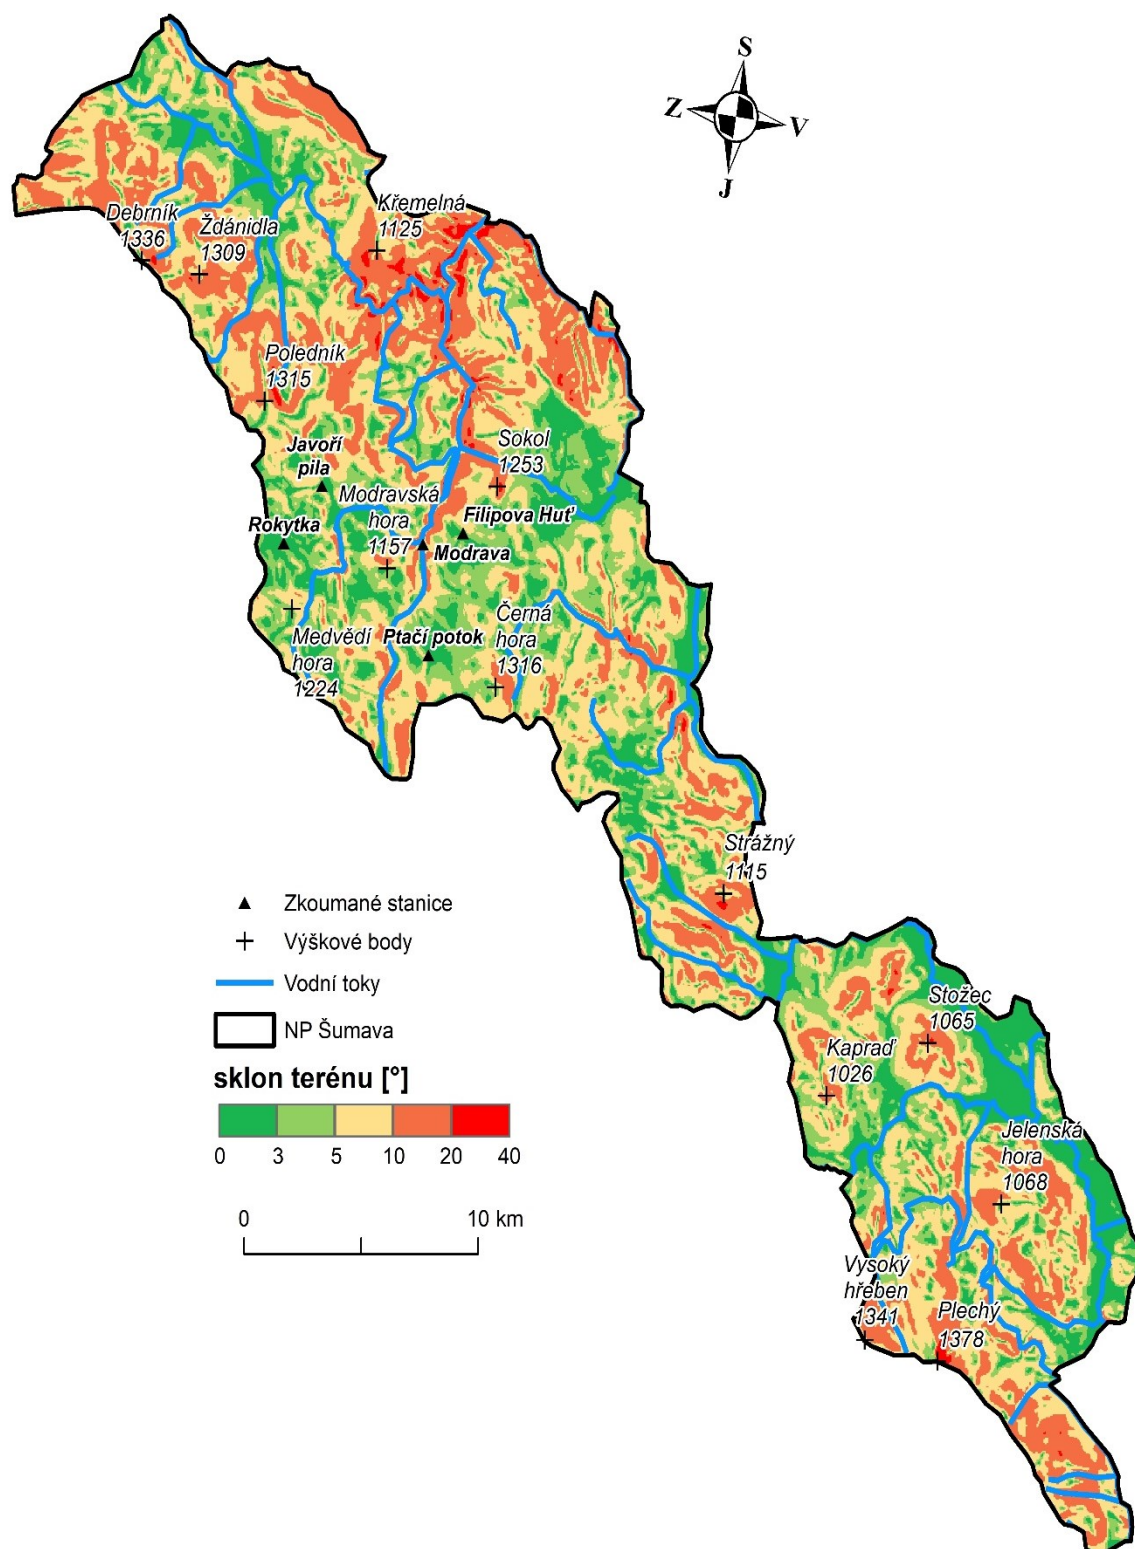 S
Z
V
J
Křemelná
1125
Debrník
1336
Ždánidla
1309
Poledník
1315
Javoří
pila
Sokol
1253
Modravská
hora
1157
Rokytka
Filipova Huť
Modrava
Medvědí
hora
1224
Ptačí potok
Černá
hora
1316
Strážný
1115
Zkoumané stanice
Výškové body
Vodní toky
NP Šumava
sklon terénu [°]
0 3 5 10 20 40
0 10 km
Stožec
1065
Kapraď
1026
Jelenská
hora
1068
Vysoký
hřeben
1341
Plechý
1378